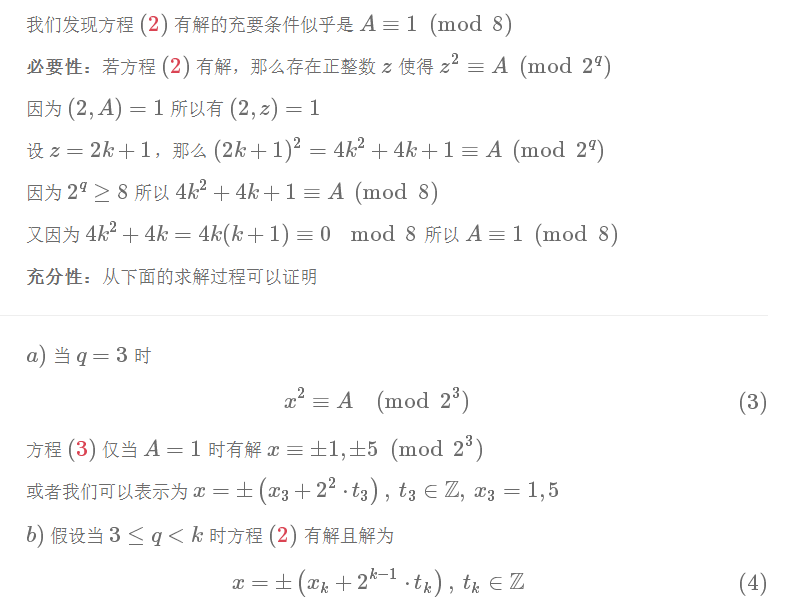 我们发现方程 (2) 有解的充要条件似乎是 A ≡ 1 (mod 8)
必要性：若方程 (2) 有解，那么存在正整数 z 使得 z² ≡ A (mod 2^q)
因为 (2, A) = 1 所以有 (2, z) = 1
设 z = 2k + 1，那么 (2k + 1)² = 4k² + 4k + 1 ≡ A (mod 2^q)
因为 2^q ≥ 8 所以 4k² + 4k + 1 ≡ A (mod 8)
又因为 4k² + 4k = 4k(k + 1) ≡ 0 mod 8 所以 A ≡ 1 (mod 8)
充分性：从下面的求解过程可以证明
a) 当 q = 3 时
x² ≡ A (mod 2³) (3)
方程 (3) 仅当 A = 1 时有解 x ≡ ±1, ±5 (mod 2³)
或者我们可以表示为 x = ±(x₃ + 2² · t₃), t₃ ∈ ℤ, x₃ = 1, 5
b) 假设当 3 ≤ q < k 时方程 (2) 有解且解为
x = ±(x_k + 2^{k−1} · t_k), t_k ∈ ℤ (4)